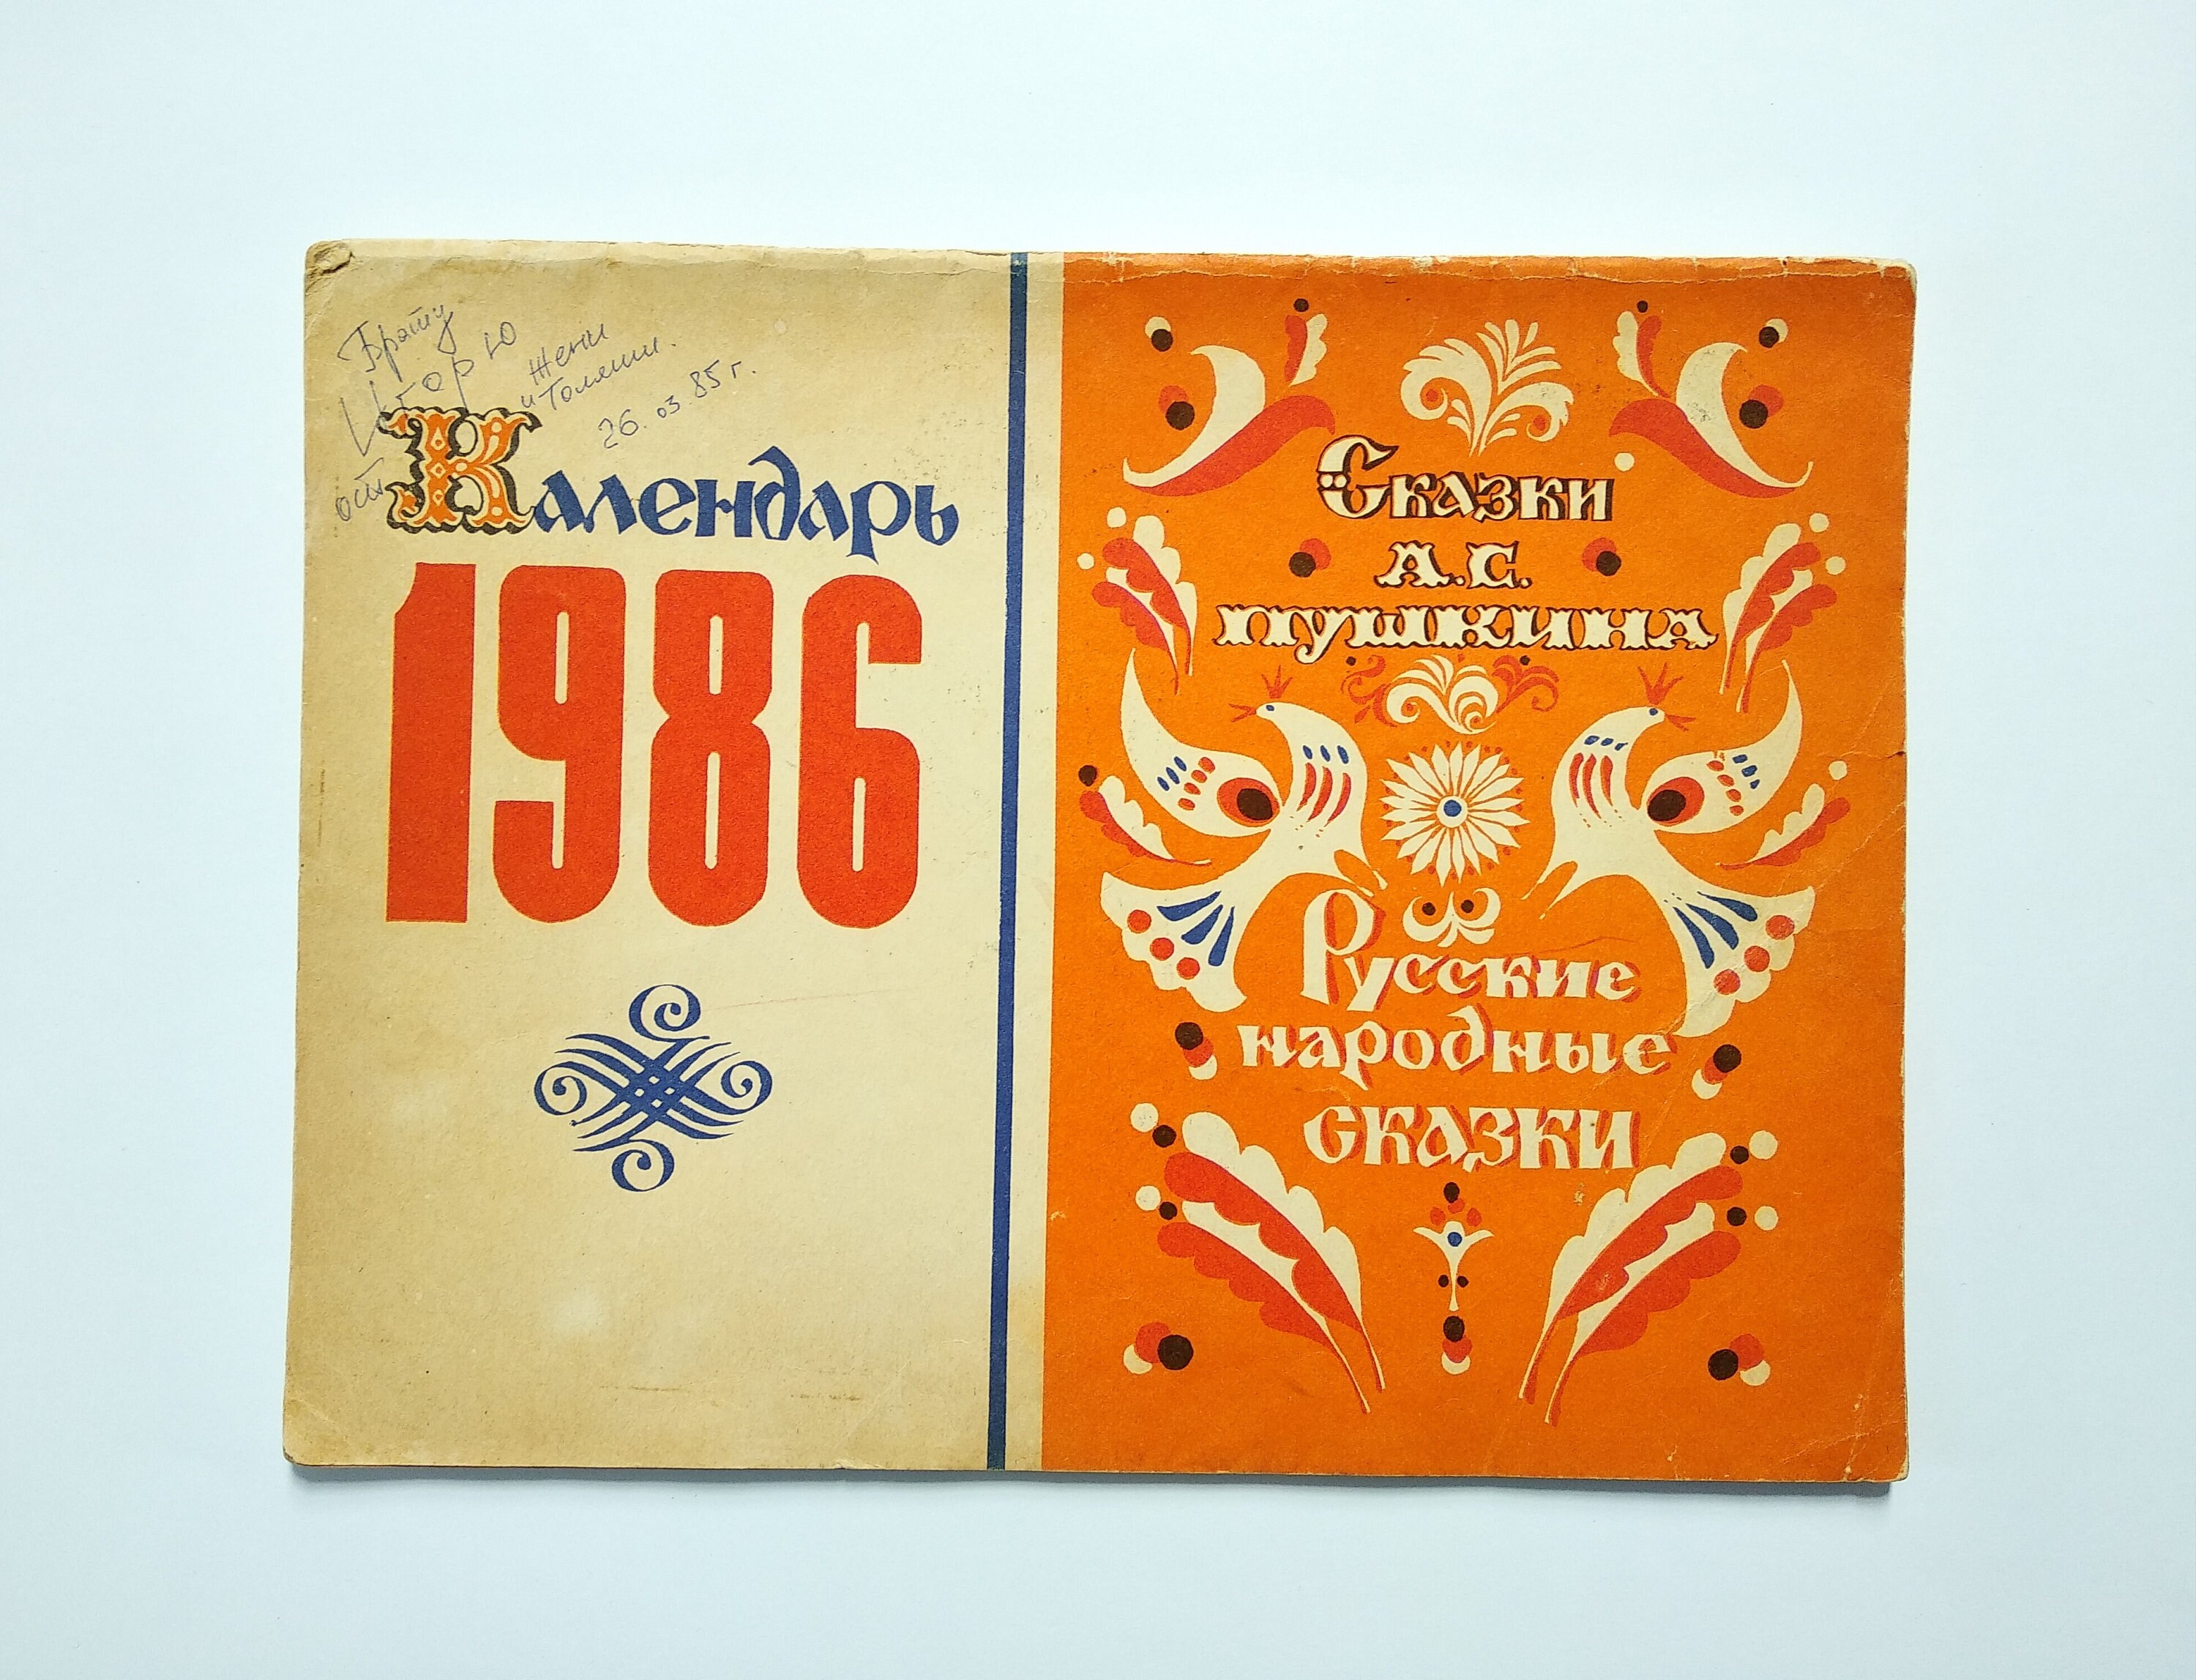 Брату
Игорю
от Жени
и Толяши.
26.03.85 г.
Календарь
1986
Сказки
А.С.
Пушкина
Русские
народные
сказки